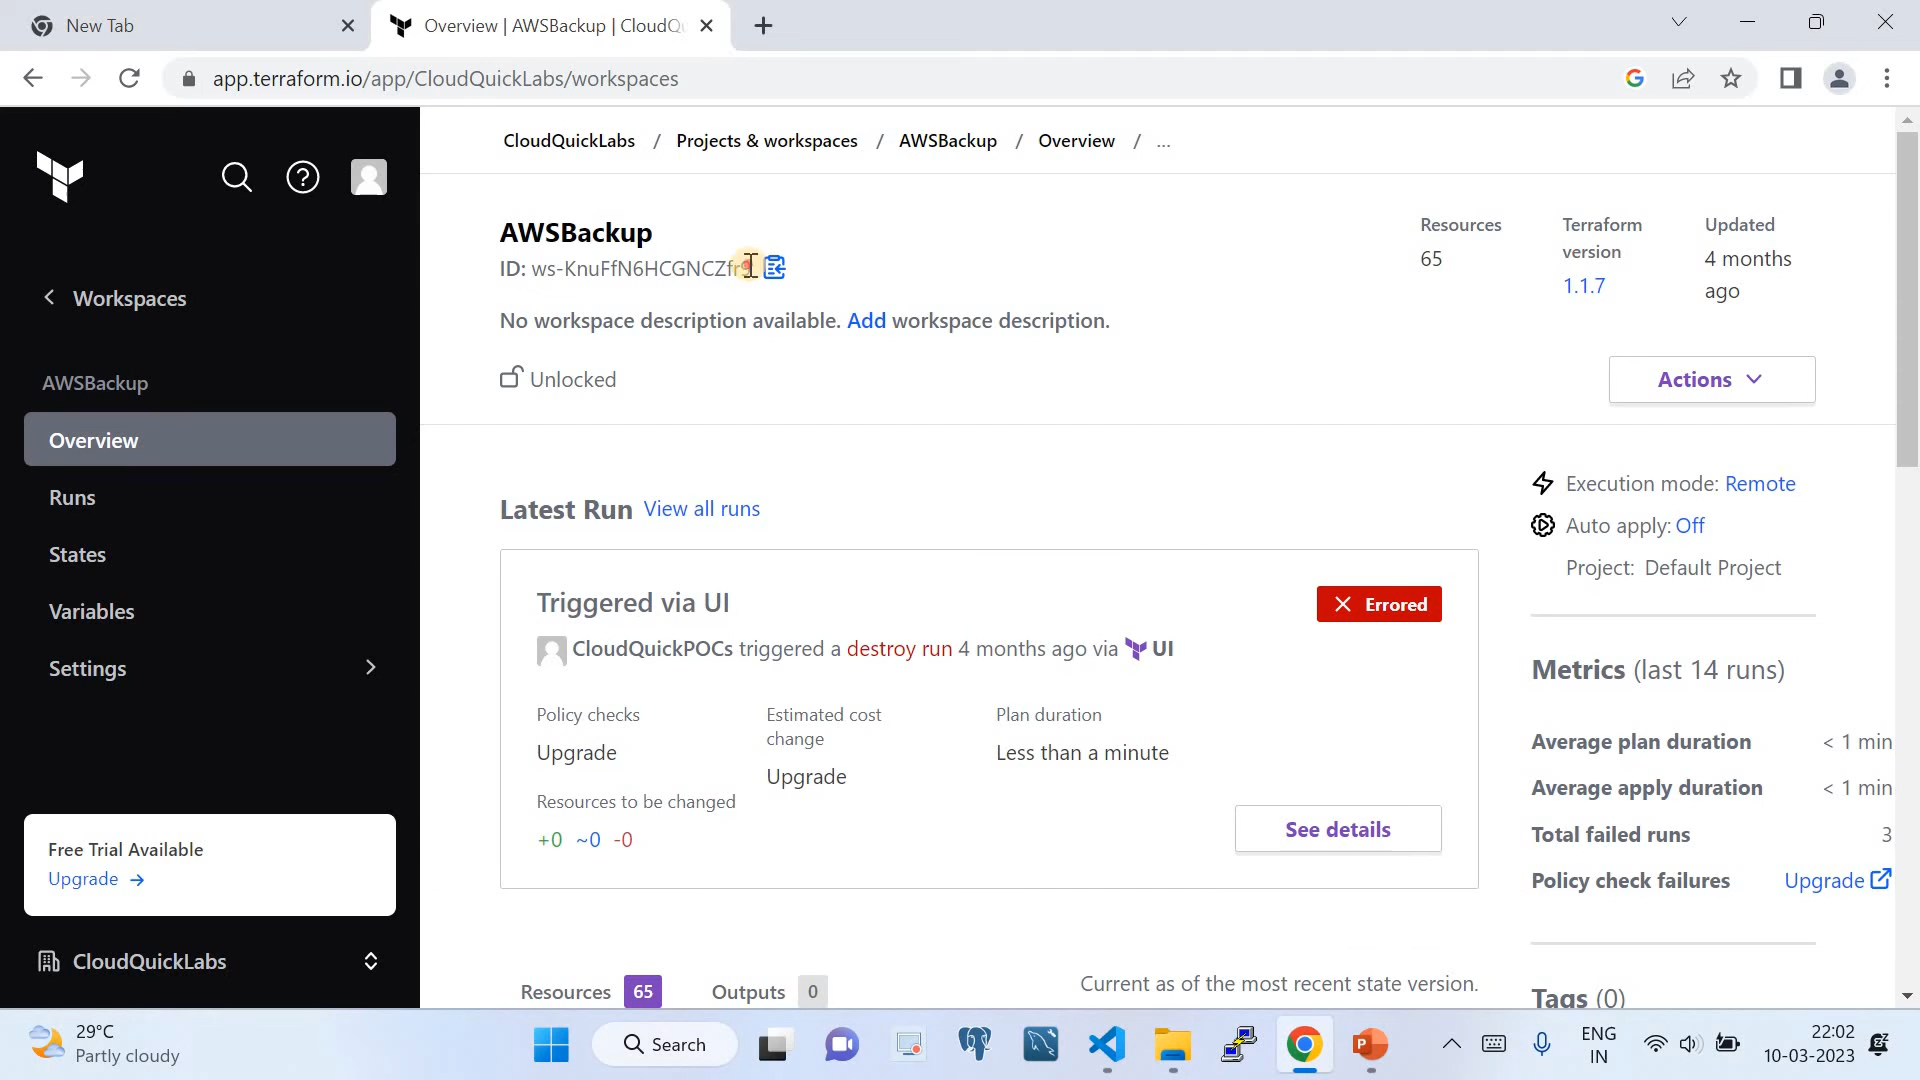 New Tab
Overview | AWSBackup | CloudQu
app.terraform.io/app/CloudQuickLabs/workspaces
CloudQuickLabs / Projects & workspaces / AWSBackup / Overview / ...
AWSBackup
ID:
No workspace description available. Add workspace description.
Unlocked
Resources
65
Terraform
version
1.1.7
Updated
4 months
ago
Actions
Workspaces
AWSBackup
Overview
Runs
States
Variables
Settings
Free Trial Available
Upgrade →
CloudQuickLabs
Latest Run View all runs
Triggered via UI
Errored
CloudQuickPOCs triggered a destroy run 4 months ago via UI
Policy checks
Upgrade
Estimated cost
change
Upgrade
Plan duration
Less than a minute
Resources to be changed
+0 ~0 -0
See details
Execution mode: Remote
Auto apply: Off
Project: Default Project
Metrics (last 14 runs)
Average plan duration < 1 min
Average apply duration < 1 min
Total failed runs 3
Policy check failures Upgrade
Tags (0)
Resources 65
Outputs 0
Current as of the most recent state version.
29°C
Partly cloudy
Search
ENG
IN
22:02
10-03-2023